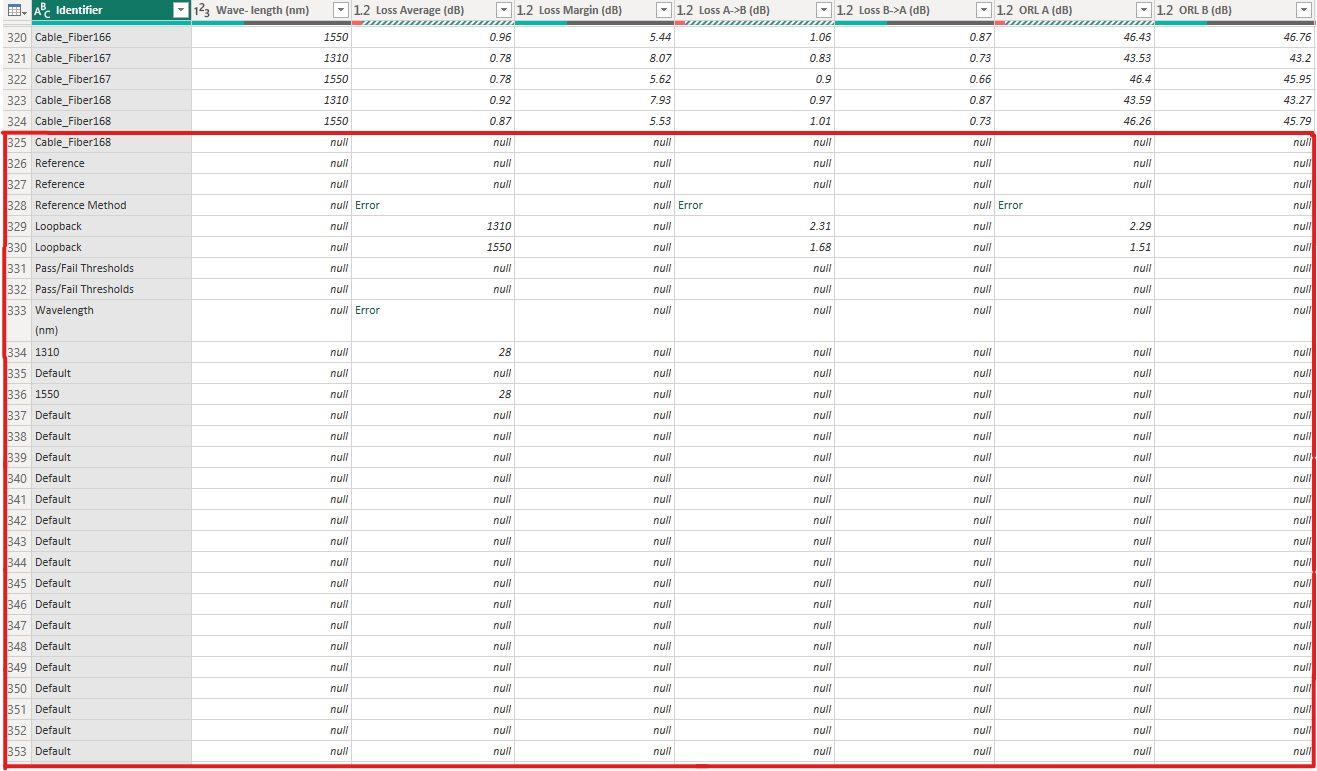 ABC Identifier 123 Wave- length (nm) 1.2 Loss Average (dB) 1.2 Loss Margin (dB) 1.2 Loss A->B (dB) 1.2 Loss B->A (dB) 1.2 ORL A (dB) 1.2 ORL B (dB)
320 Cable_Fiber166 1550 0.96 5.44 1.06 0.87 46.43 46.76
321 Cable_Fiber167 1310 0.78 8.07 0.83 0.73 43.53 43.2
322 Cable_Fiber167 1550 0.78 5.62 0.9 0.66 46.4 45.95
323 Cable_Fiber168 1310 0.92 7.93 0.97 0.87 43.59 43.27
324 Cable_Fiber168 1550 0.87 5.53 1.01 0.73 46.26 45.79
325 Cable_Fiber168 null null null null null null null
326 Reference null null null null null null null
327 Reference null null null null null null null
328 Reference Method null Error null Error null Error null
329 Loopback null 1310 null 2.31 null 2.29 null
330 Loopback null 1550 null 1.68 null 1.51 null
331 Pass/Fail Thresholds null null null null null null null
332 Pass/Fail Thresholds null null null null null null null
333 Wavelength null Error null null null null null
(nm)
334 1310 null 28 null null null null null
335 Default null null null null null null null
336 1550 null 28 null null null null null
337 Default null null null null null null null
338 Default null null null null null null null
339 Default null null null null null null null
340 Default null null null null null null null
341 Default null null null null null null null
342 Default null null null null null null null
343 Default null null null null null null null
344 Default null null null null null null null
345 Default null null null null null null null
346 Default null null null null null null null
347 Default null null null null null null null
348 Default null null null null null null null
349 Default null null null null null null null
350 Default null null null null null null null
351 Default null null null null null null null
352 Default null null null null null null null
353 Default null null null null null null null